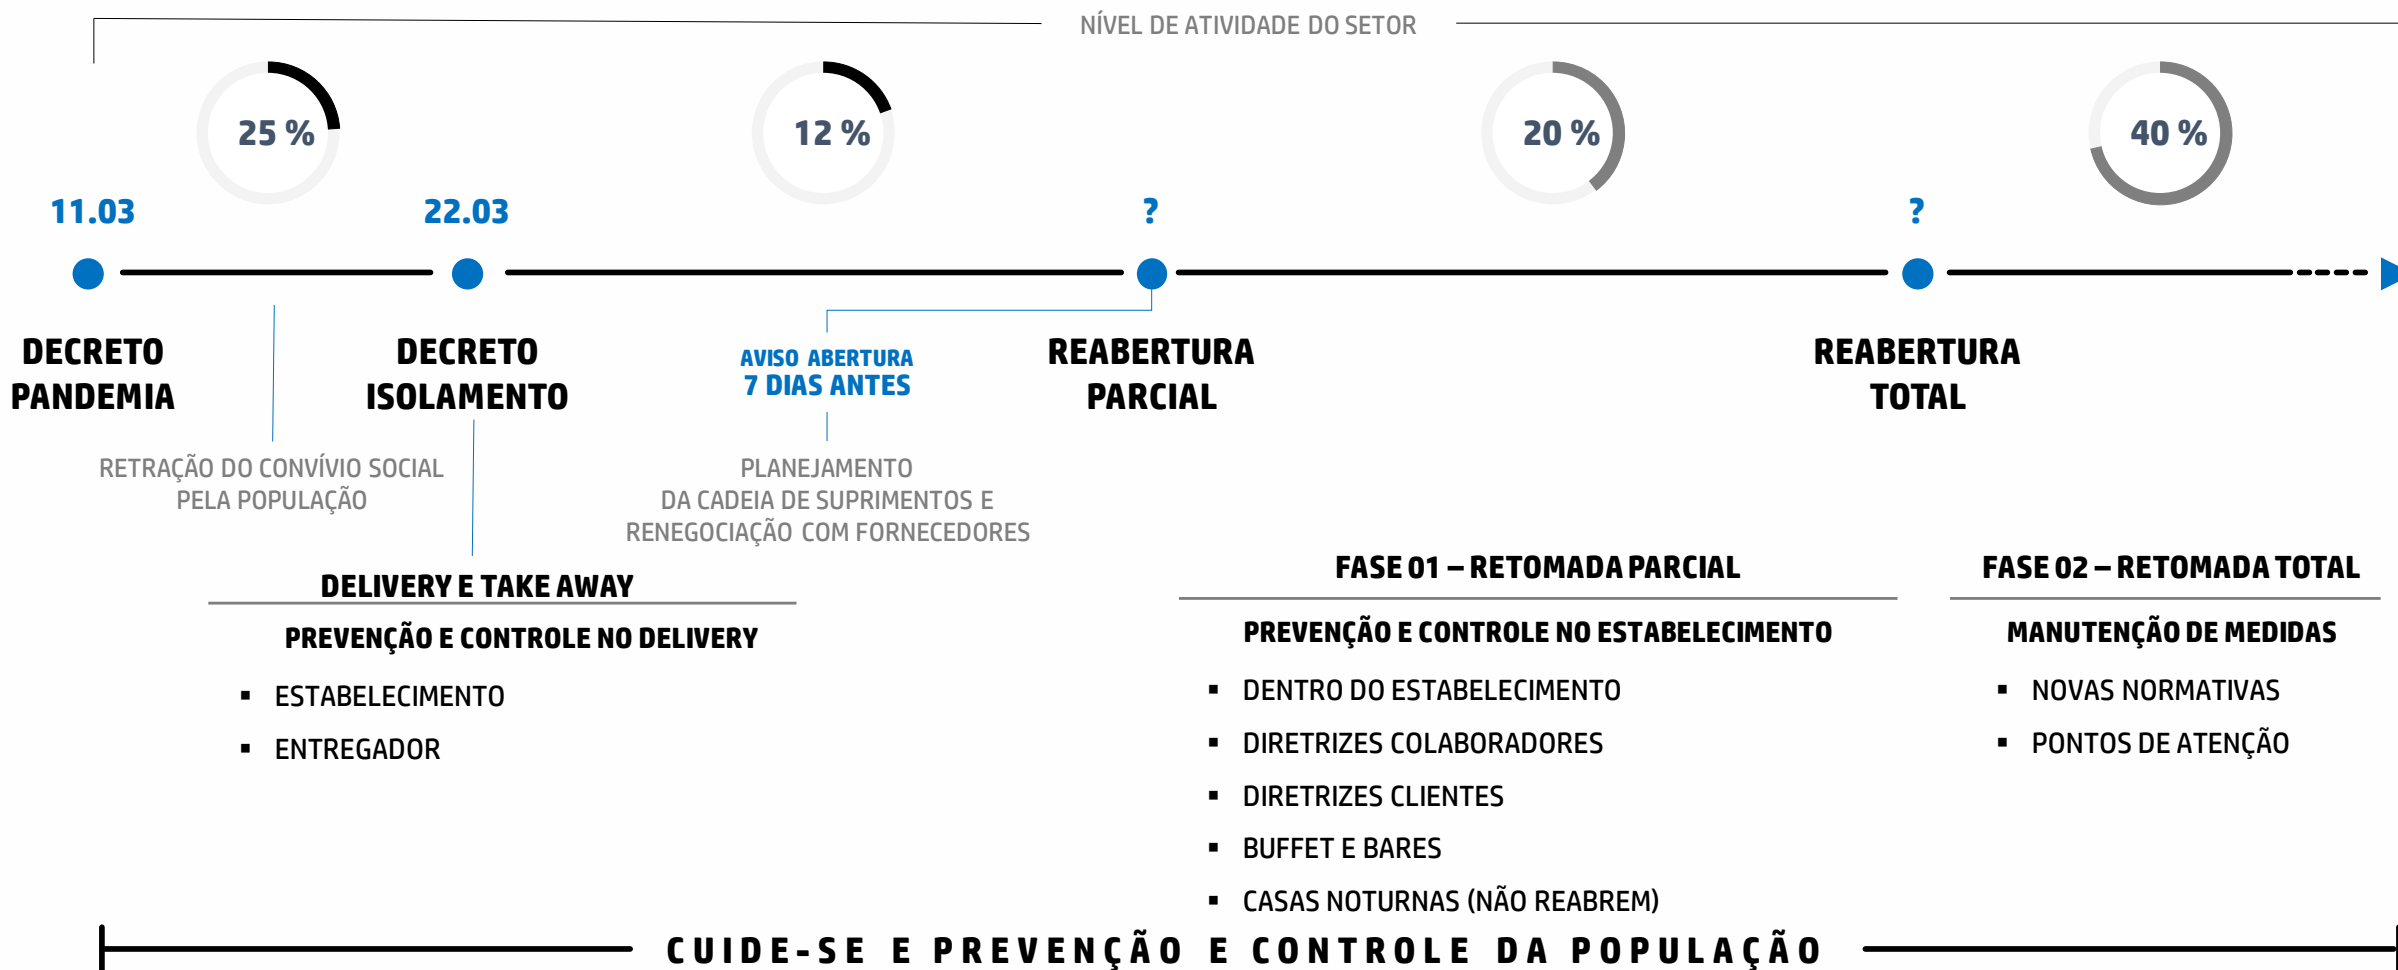 NÍVEL DE ATIVIDADE DO SETOR
25 %
12 %
20 %
40 %
11.03
22.03
?
?
DECRETO
PANDEMIA
DECRETO
ISOLAMENTO
AVISO ABERTURA
7 DIAS ANTES
REABERTURA
PARCIAL
REABERTURA
TOTAL
RETRAÇÃO DO CONVÍVIO SOCIAL
PELA POPULAÇÃO
PLANEJAMENTO
DA CADEIA DE SUPRIMENTOS E
RENEGOCIAÇÃO COM FORNECEDORES
DELIVERY E TAKE AWAY
PREVENÇÃO E CONTROLE NO DELIVERY
▪ ESTABELECIMENTO
▪ ENTREGADOR
FASE 01 – RETOMADA PARCIAL
PREVENÇÃO E CONTROLE NO ESTABELECIMENTO
▪ DENTRO DO ESTABELECIMENTO
▪ DIRETRIZES COLABORADORES
▪ DIRETRIZES CLIENTES
▪ BUFFET E BARES
▪ CASAS NOTURNAS (NÃO REABREM)
FASE 02 – RETOMADA TOTAL
MANUTENÇÃO DE MEDIDAS
▪ NOVAS NORMATIVAS
▪ PONTOS DE ATENÇÃO
CUIDE-SE E PREVENÇÃO E CONTROLE DA POPULAÇÃO